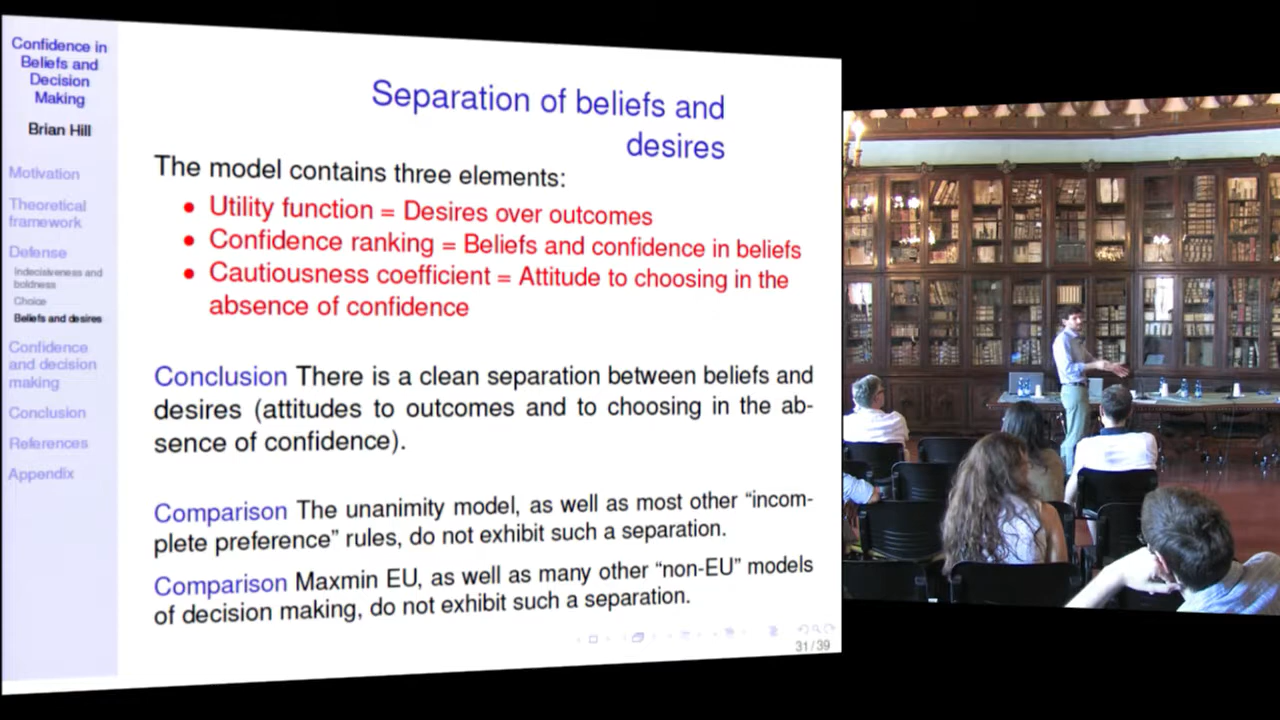 Confidence in
Beliefs and
Decision
Making
Brian Hill
Motivation
Theoretical
framework
Defense
Indecisiveness and
boldness
Choice
Beliefs and desires
Confidence
and decision
making
Conclusion
References
Appendix
Separation of beliefs and
desires
The model contains three elements:
• Utility function = Desires over outcomes
• Confidence ranking = Beliefs and confidence in beliefs
• Cautiousness coefficient = Attitude to choosing in the
absence of confidence
Conclusion There is a clean separation between beliefs and
desires (attitudes to outcomes and to choosing in the ab-
sence of confidence).
Comparison The unanimity model, as well as most other “incom-
plete preference” rules, do not exhibit such a separation.
Comparison Maxmin EU, as well as many other “non-EU” models
of decision making, do not exhibit such a separation.
31/39